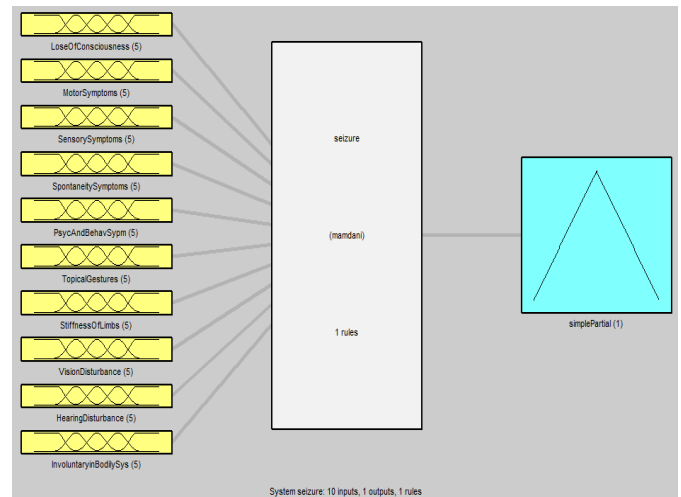 LoseOfConsciousness (5)
MotorSymptoms (5)
SensorySymptoms (5)
SpontaneitySymptoms (5)
PsycAndBehavSypm (5)
TopicalGestures (5)
StiffnessOfLimbs (5)
VisionDisturbance (5)
HearingDisturbance (5)
InvoluntaryinBodilySys (5)
seizure
(mamdani)
1 rules
simplePartial (1)
System seizure: 10 inputs, 1 outputs, 1 rules